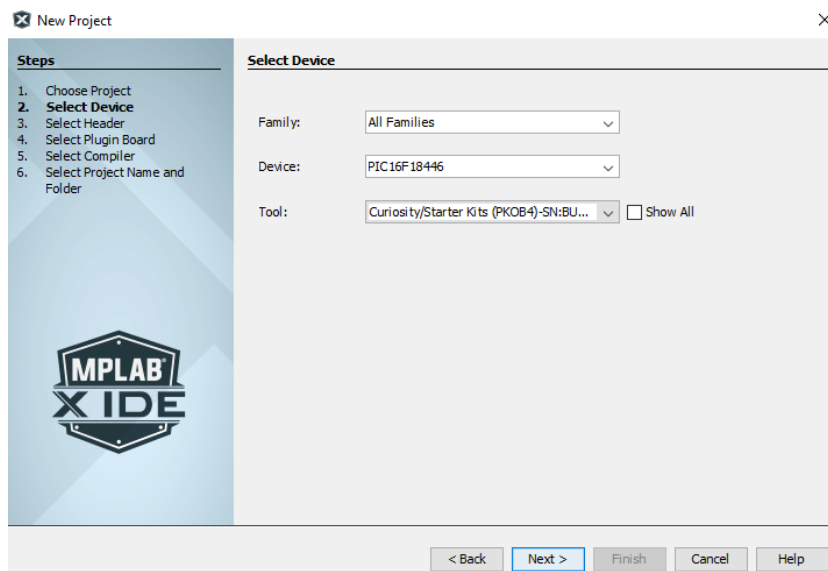 New Project
Steps
1. Choose Project
2. Select Device
3. Select Header
4. Select Plugin Board
5. Select Compiler
6. Select Project Name and
Folder
MPLAB®
X IDE
Select Device
Family: All Families
Device: PIC16F18446
Tool: Curiosity/Starter Kits (PKOB4)-SN:BU... Show All
< Back Next > Finish Cancel Help